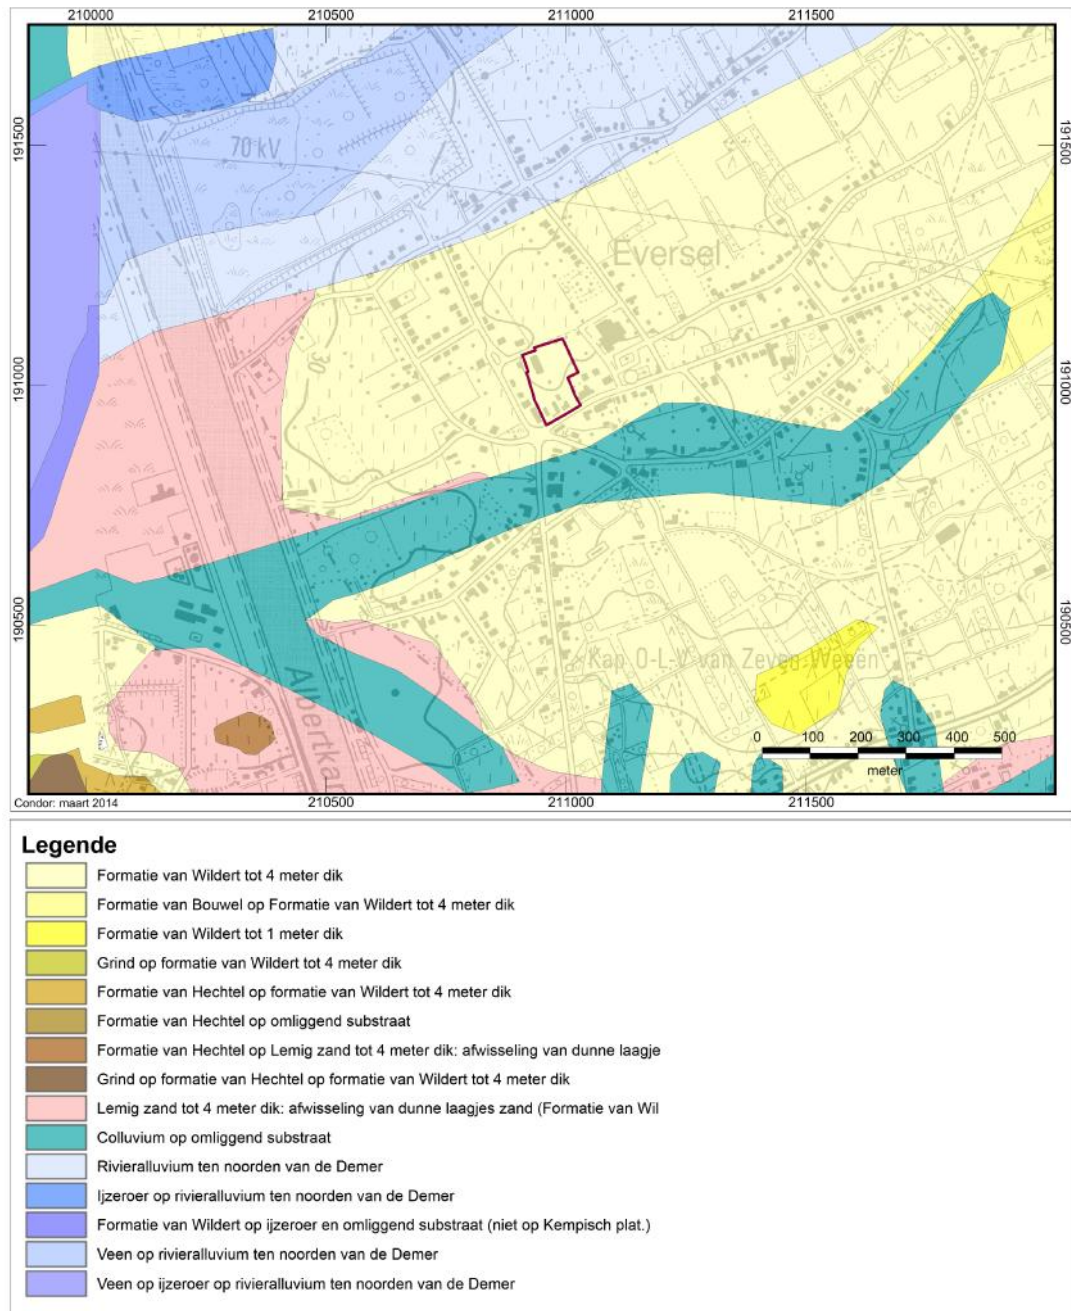 210000 210500 211000 211500
191500 191500
70 kV
Eversel
30
191000 191000
190500 190500
Kap O-L-V van Zeven-Weeën
0 100 200 300 400 500
meter
Condor: maart 2014
210500 211000 211500
Legende
Formatie van Wildert tot 4 meter dik
Formatie van Bouwel op Formatie van Wildert tot 4 meter dik
Formatie van Wildert tot 1 meter dik
Grind op formatie van Wildert tot 4 meter dik
Formatie van Hechtel op formatie van Wildert tot 4 meter dik
Formatie van Hechtel op omliggend substraat
Formatie van Hechtel op Lemig zand tot 4 meter dik: afwisseling van dunne laagje
Grind op formatie van Hechtel op formatie van Wildert tot 4 meter dik
Lemig zand tot 4 meter dik: afwisseling van dunne laagjes zand (Formatie van Wil
Colluvium op omliggend substraat
Rivieralluvium ten noorden van de Demer
Ijzeroer op rivieralluvium ten noorden van de Demer
Formatie van Wildert op ijzeroer en omliggend substraat (niet op Kempisch plat.)
Veen op rivieralluvium ten noorden van de Demer
Veen op ijzeroer op rivieralluvium ten noorden van de Demer